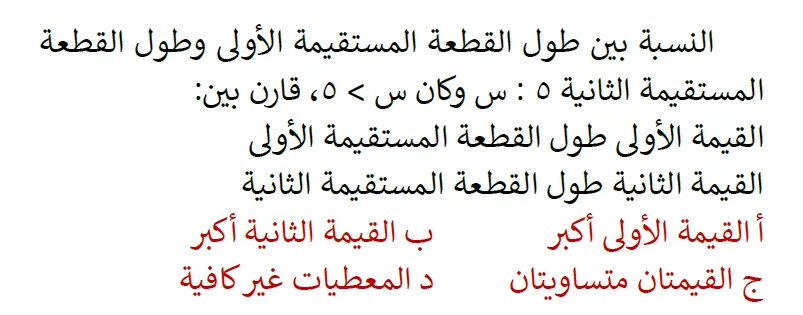 النسبة بين طول القطعة المستقيمة الأولى وطول القطعة
المستقيمة الثانية ٥ : س وكان س > ٥، قارن بين:
القيمة الأولى طول القطعة المستقيمة الأولى
القيمة الثانية طول القطعة المستقيمة الثانية
أ القيمة الأولى أكبر ب القيمة الثانية أكبر
ج القيمتان متساويتان د المعطيات غير كافية